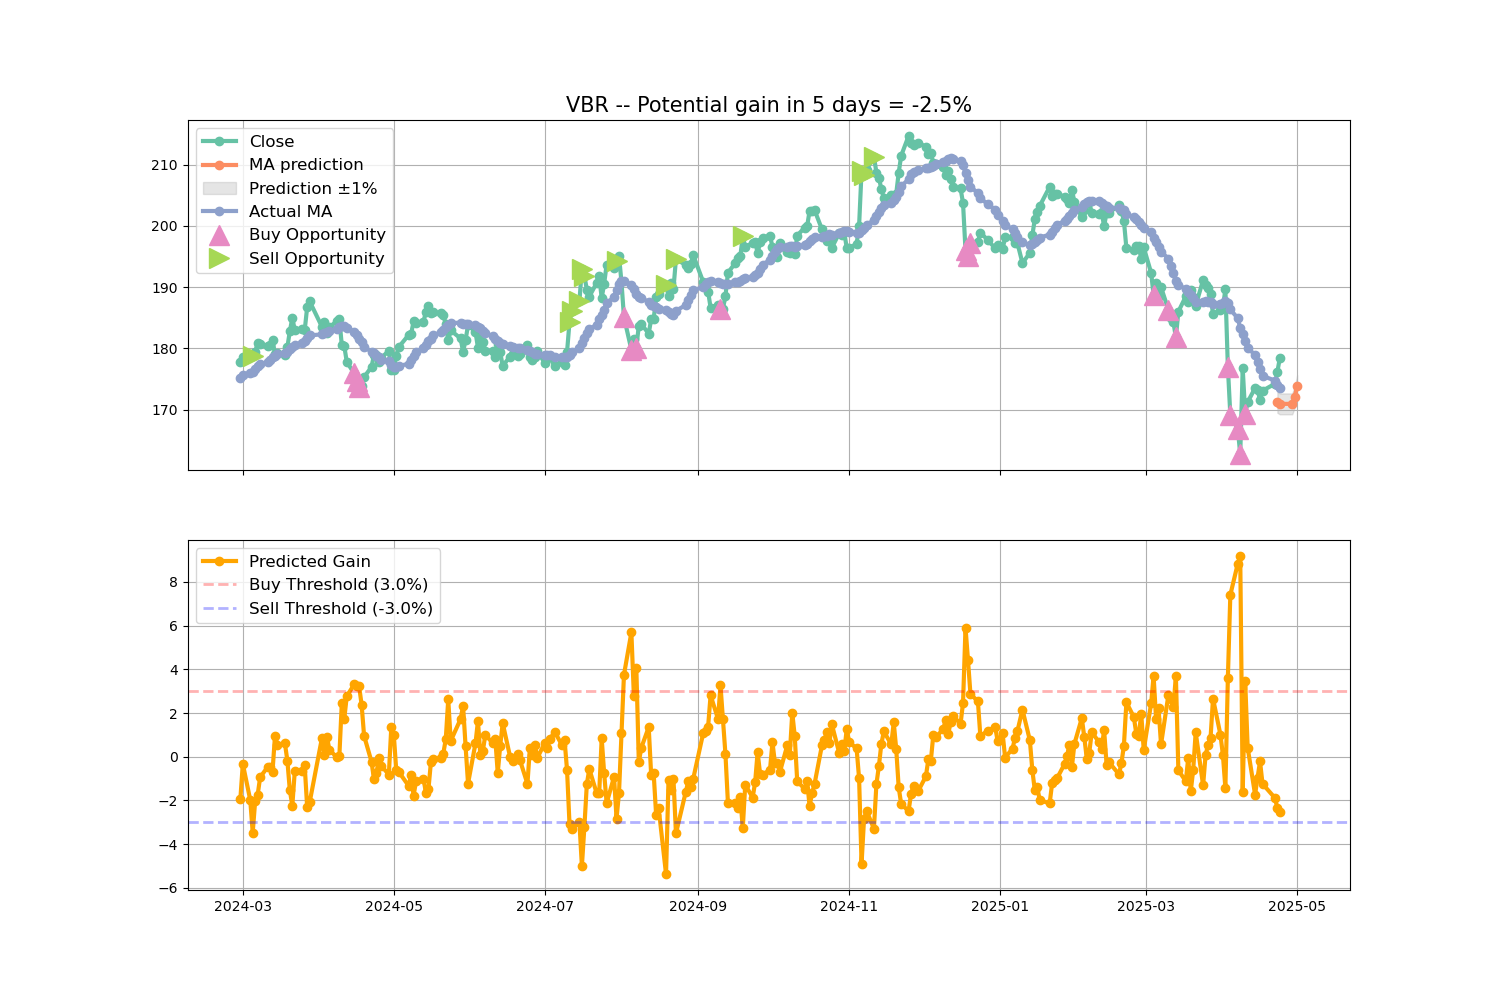 VBR -- Potential gain in 5 days = -2.5%
Close
MA prediction
Prediction ±1%
Actual MA
Buy Opportunity
Sell Opportunity
210
200
190
180
170
Predicted Gain
Buy Threshold (3.0%)
Sell Threshold (-3.0%)
8
6
4
2
0
−2
−4
−6
2024-03 2024-05 2024-07 2024-09 2024-11 2025-01 2025-03 2025-05